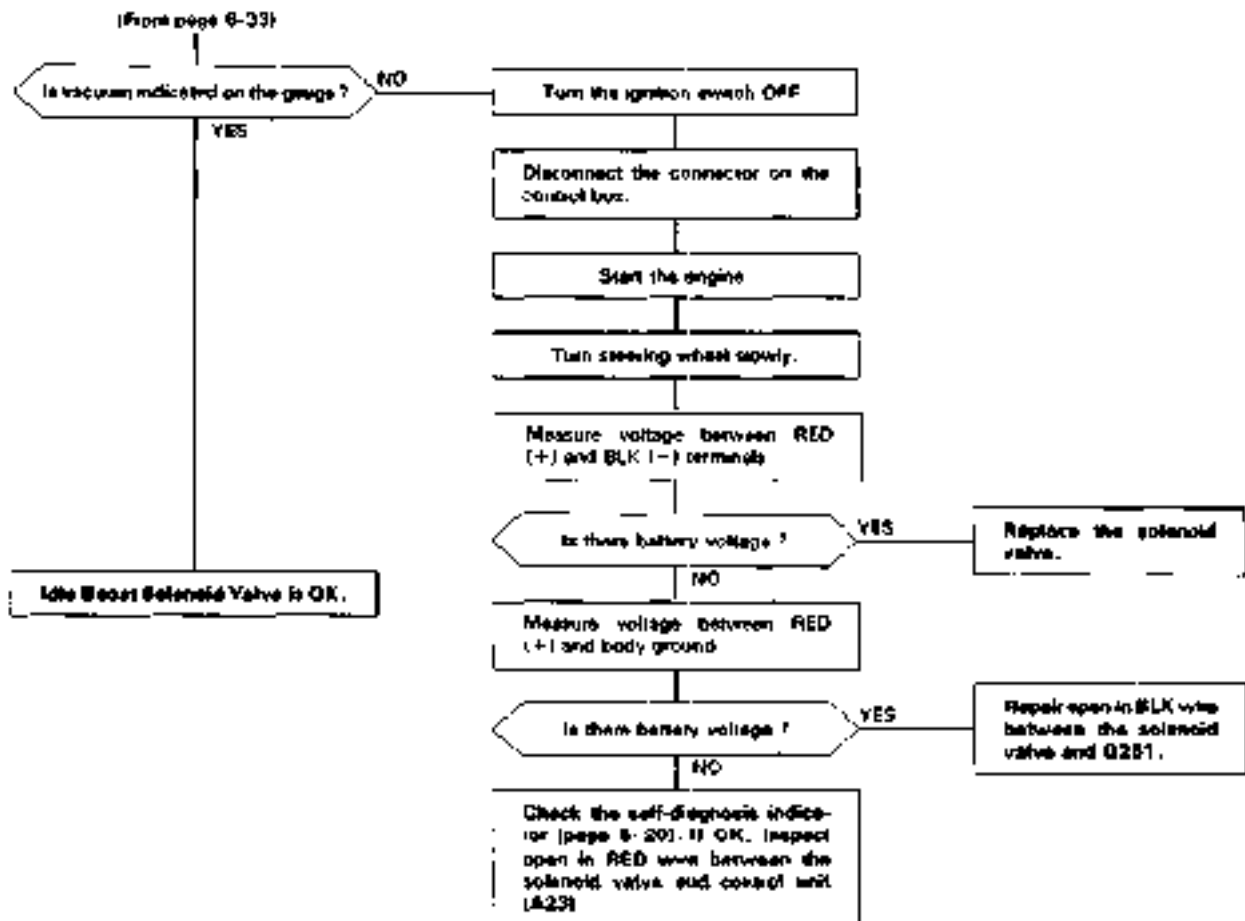 (From page 6-33)
Is vacuum indicated on the gauge?
NO
YES
Turn the ignition switch OFF
Disconnect the connector on the
control box.
Start the engine
Turn steering wheel slowly.
Measure voltage between RED
(+) and BLK (−) terminals
Is there battery voltage?
YES
Replace the solenoid
valve.
NO
Idle Boost Solenoid Valve is OK.
Measure voltage between RED
(+) and body ground
Is there battery voltage?
YES
Repair open in BLK wire
between the solenoid
valve and G251.
NO
Check the self-diagnosis indica-
tor (page 6-20). If OK, inspect
open in RED wire between the
solenoid valve and control unit
(A23)